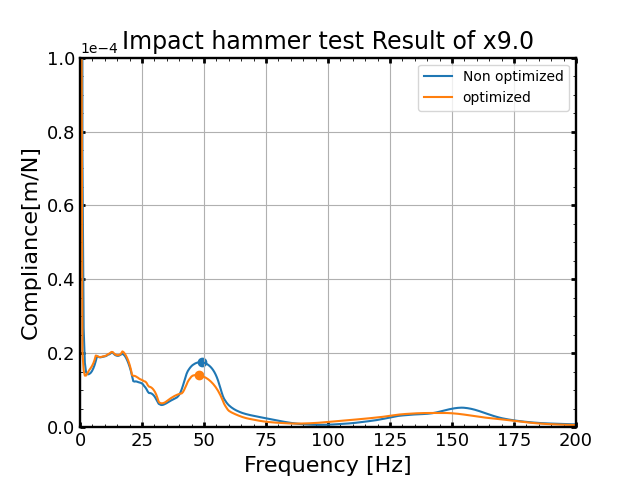 Impact hammer test Result of x9.0
1e−4
Non optimized
optimized
1.0
0.8
0.6
0.4
0.2
0.0
Compliance[m/N]
0 25 50 75 100 125 150 175 200
Frequency [Hz]